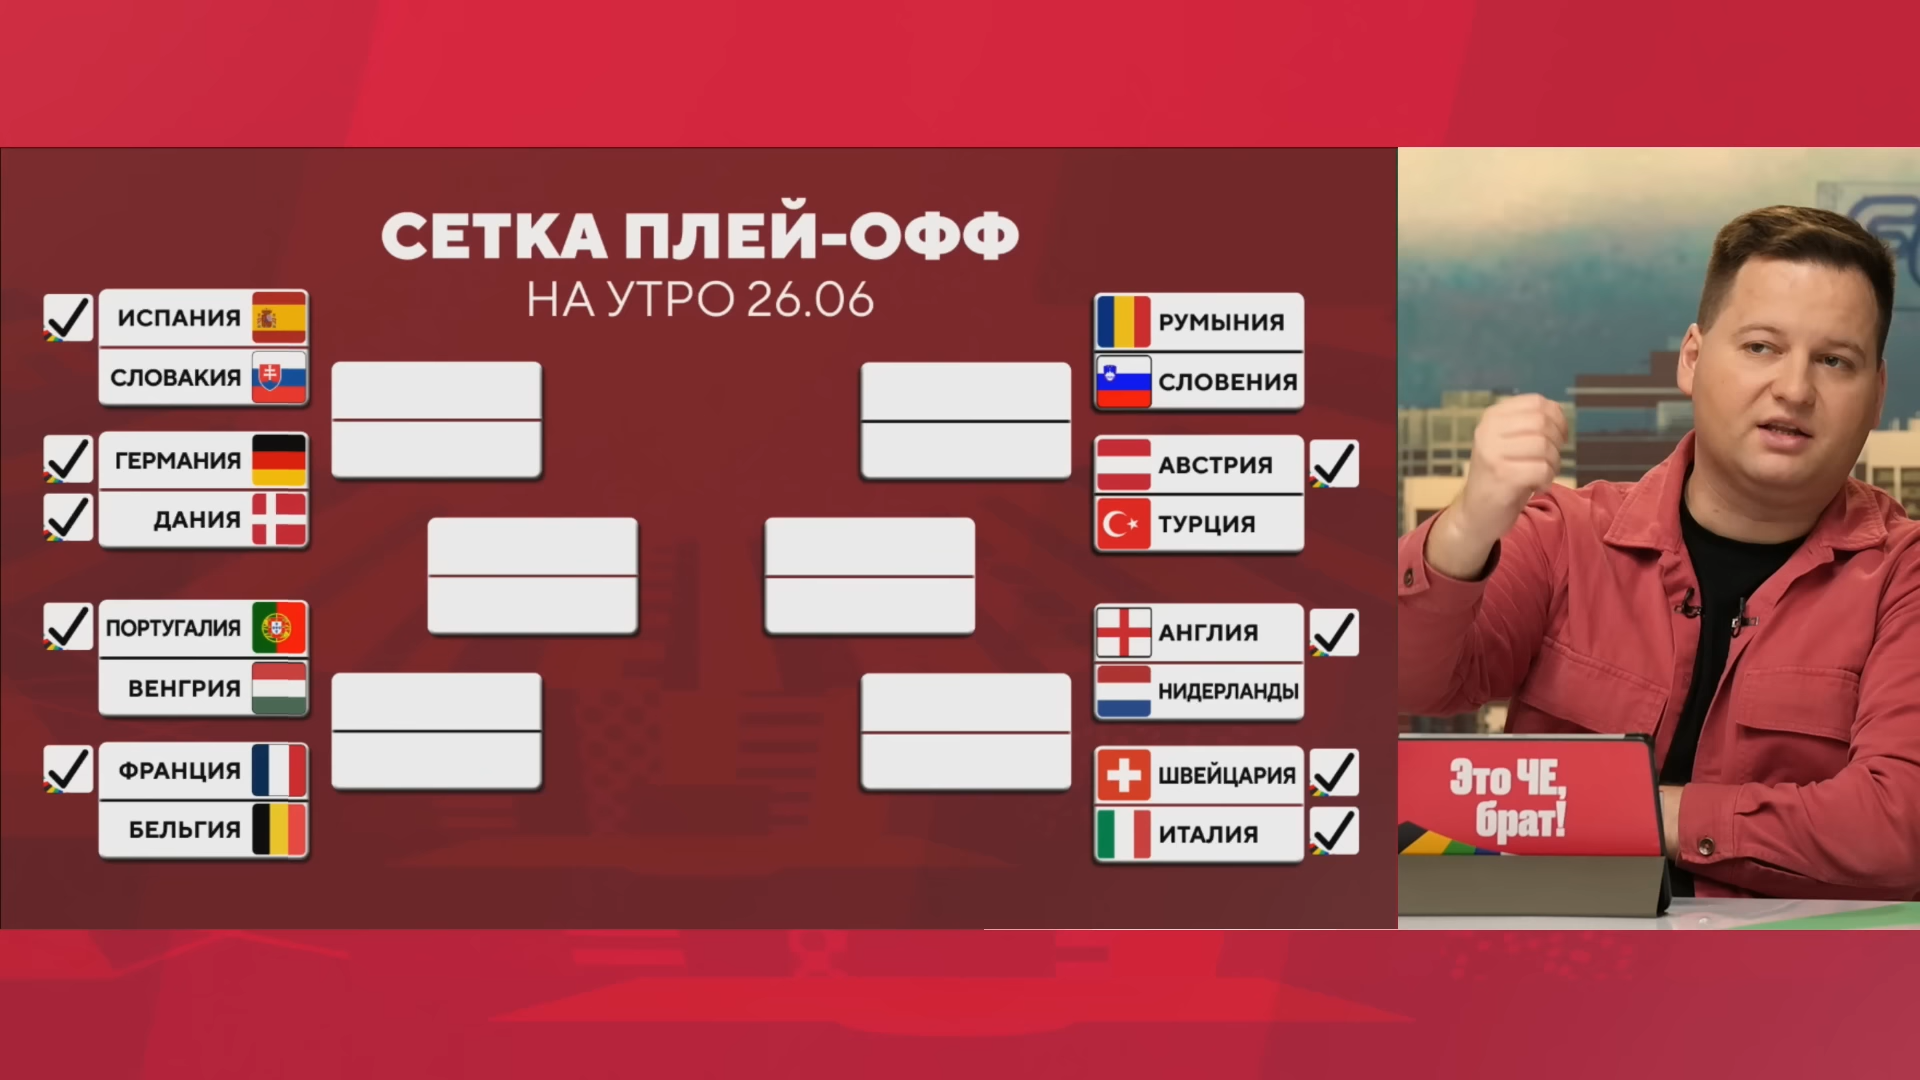 СЕТКА ПЛЕЙ-ОФФ
НА УТРО 26.06
ИСПАНИЯ
СЛОВАКИЯ
ГЕРМАНИЯ
ДАНИЯ
ПОРТУГАЛИЯ
ВЕНГРИЯ
ФРАНЦИЯ
БЕЛЬГИЯ
РУМЫНИЯ
СЛОВЕНИЯ
АВСТРИЯ
ТУРЦИЯ
АНГЛИЯ
НИДЕРЛАНДЫ
ШВЕЙЦАРИЯ
ИТАЛИЯ
Это ЧЕ,
брат!